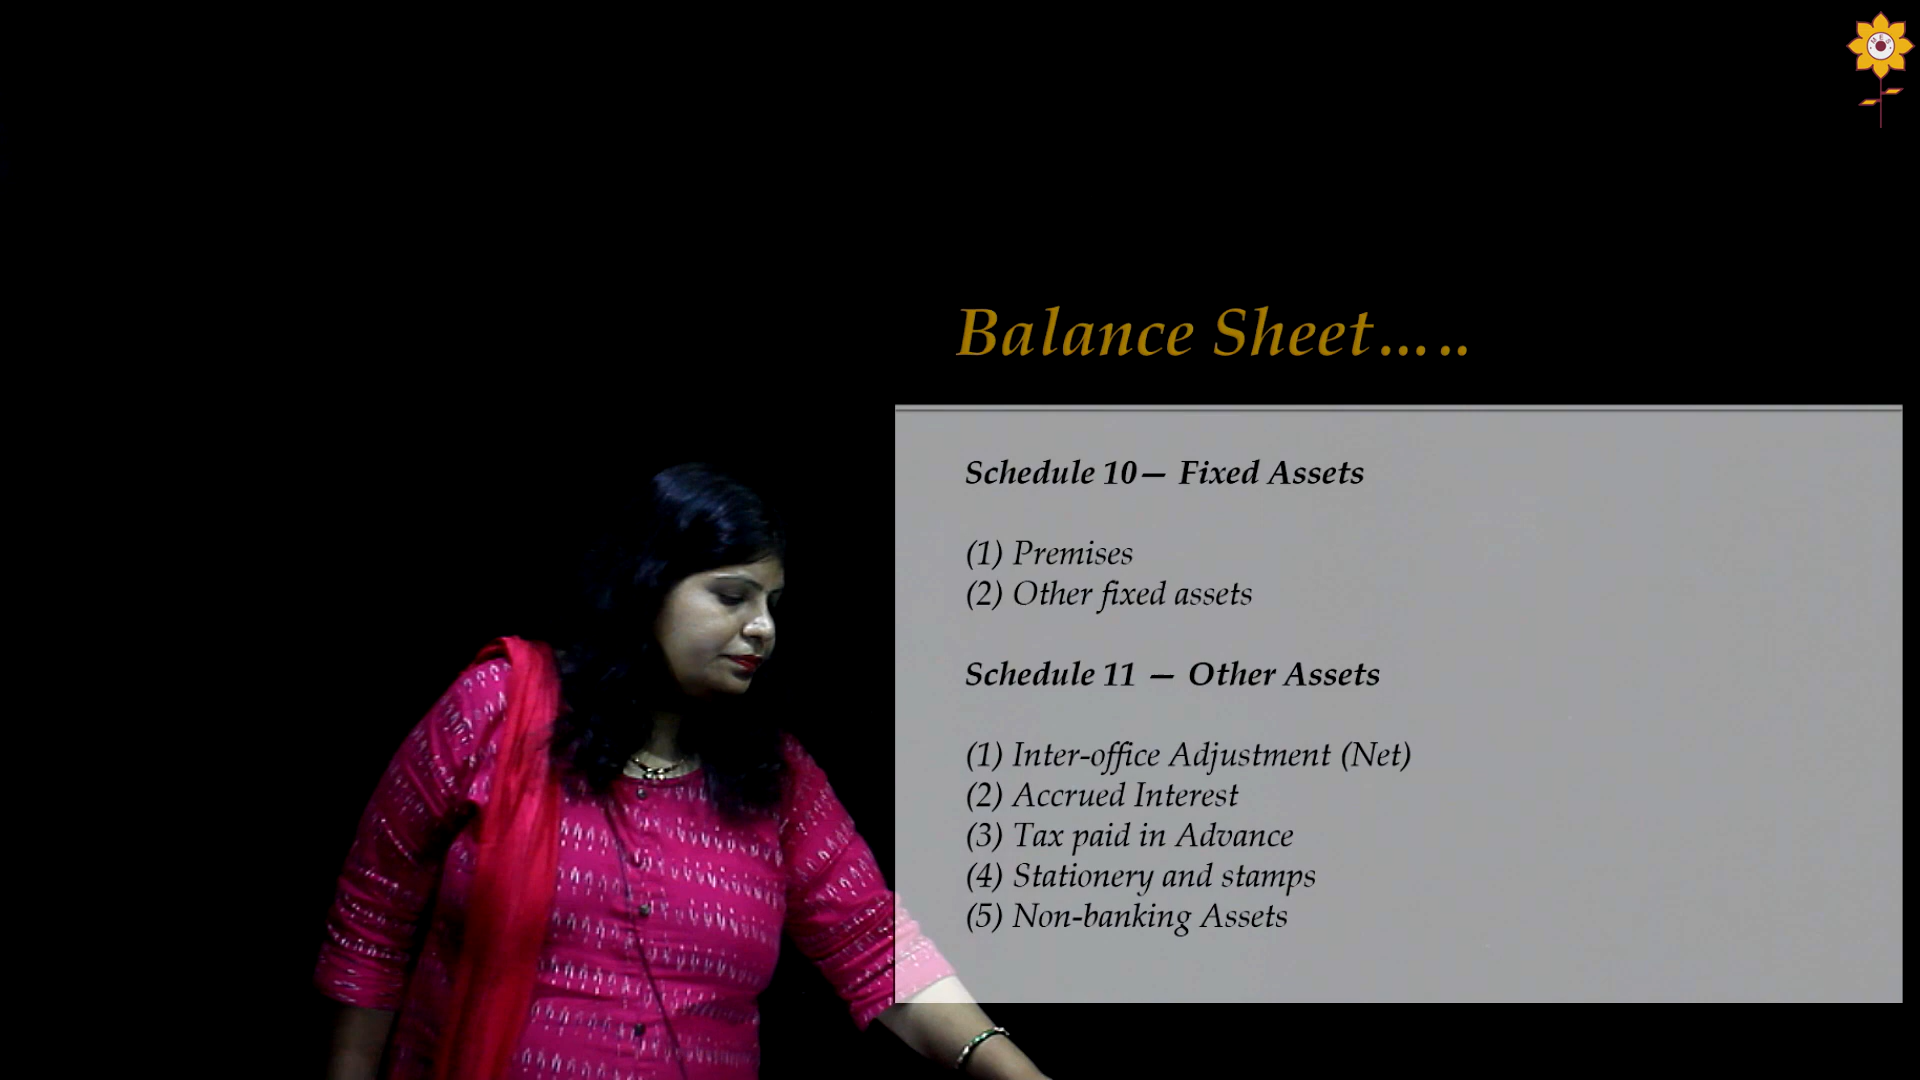 Balance Sheet.....
Schedule 10— Fixed Assets
(1) Premises
(2) Other fixed assets
Schedule 11 — Other Assets
(1) Inter-office Adjustment (Net)
(2) Accrued Interest
(3) Tax paid in Advance
(4) Stationery and stamps
(5) Non-banking Assets